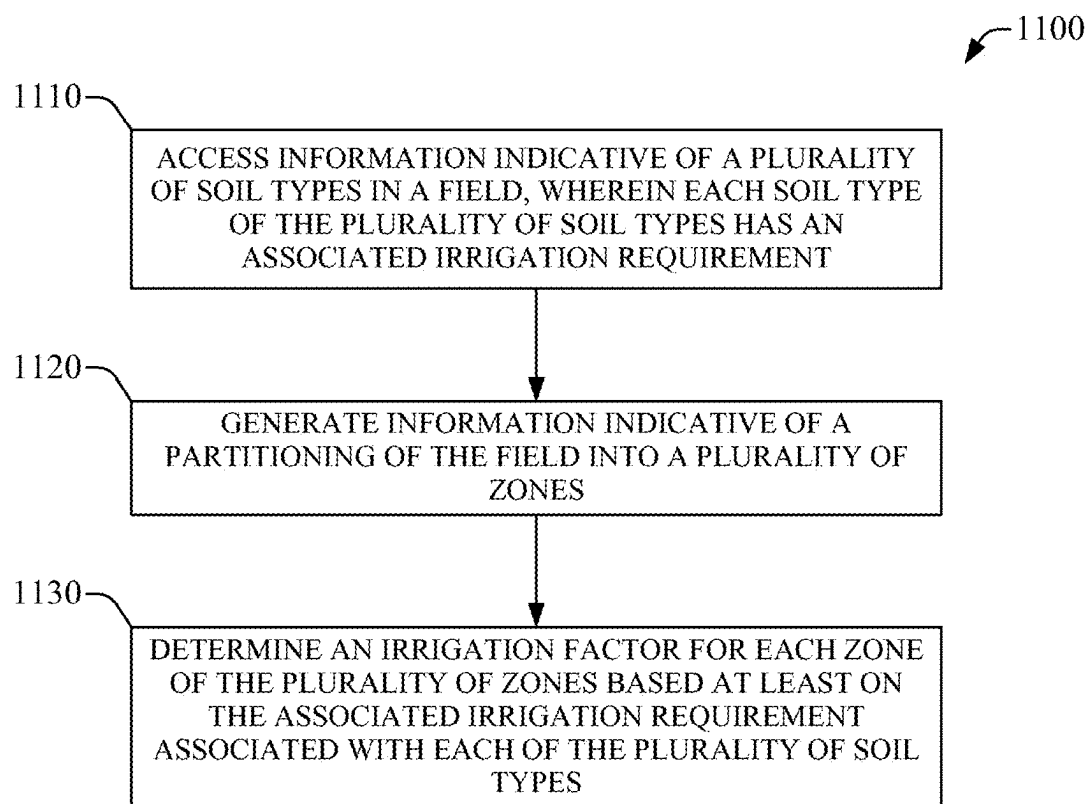 1100
1110
ACCESS INFORMATION INDICATIVE OF A PLURALITY
OF SOIL TYPES IN A FIELD, WHEREIN EACH SOIL TYPE
OF THE PLURALITY OF SOIL TYPES HAS AN
ASSOCIATED IRRIGATION REQUIREMENT
1120
GENERATE INFORMATION INDICATIVE OF A
PARTITIONING OF THE FIELD INTO A PLURALITY OF
ZONES
1130
DETERMINE AN IRRIGATION FACTOR FOR EACH ZONE
OF THE PLURALITY OF ZONES BASED AT LEAST ON
THE ASSOCIATED IRRIGATION REQUIREMENT
ASSOCIATED WITH EACH OF THE PLURALITY OF SOIL
TYPES